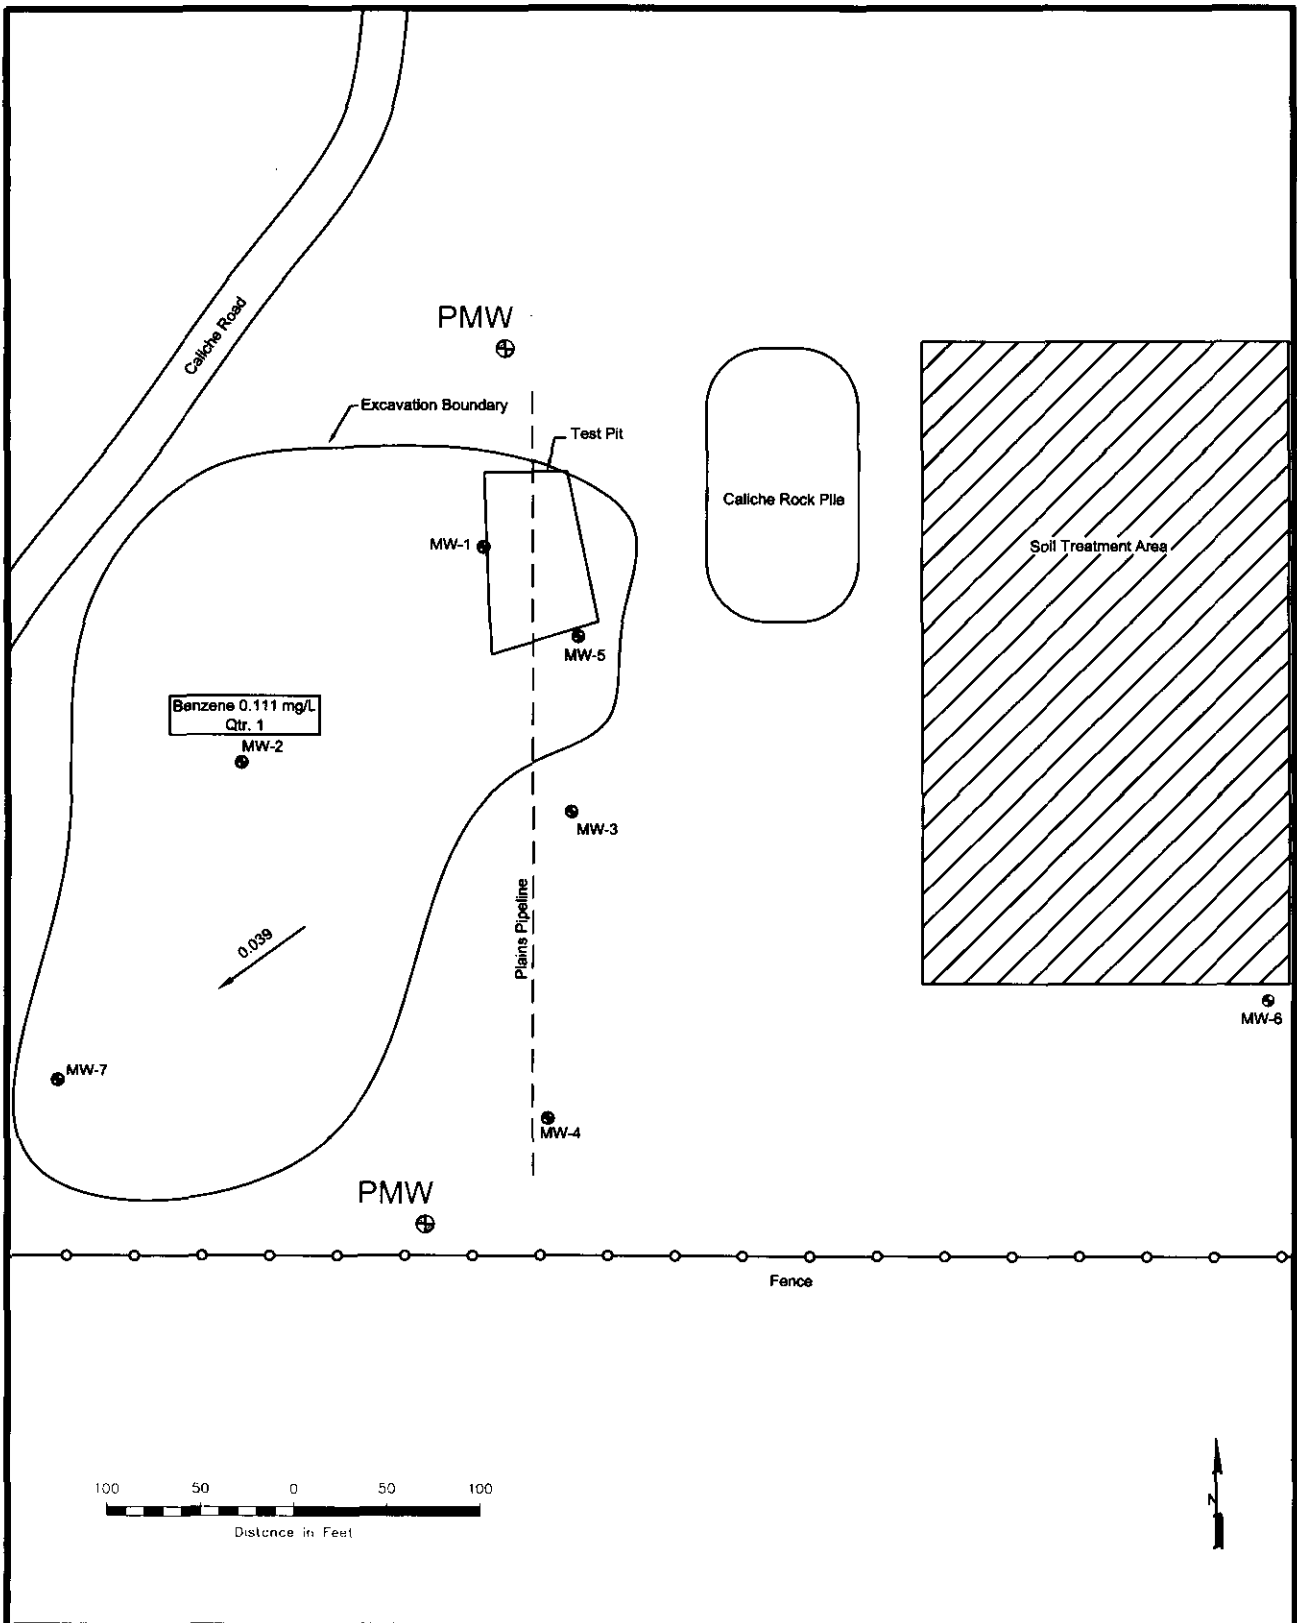 Caliche Road
PMW
Excavation Boundary
Test Pit
Caliche Rock Pile
MW-1
Soil Treatment Area
MW-5
Benzene 0.111 mg/L
Qtr. 1
MW-2
MW-3
Plains Pipeline
0.039
MW-6
MW-7
MW-4
PMW
Fence
100 50 0 50 100
Distance in Feet
N